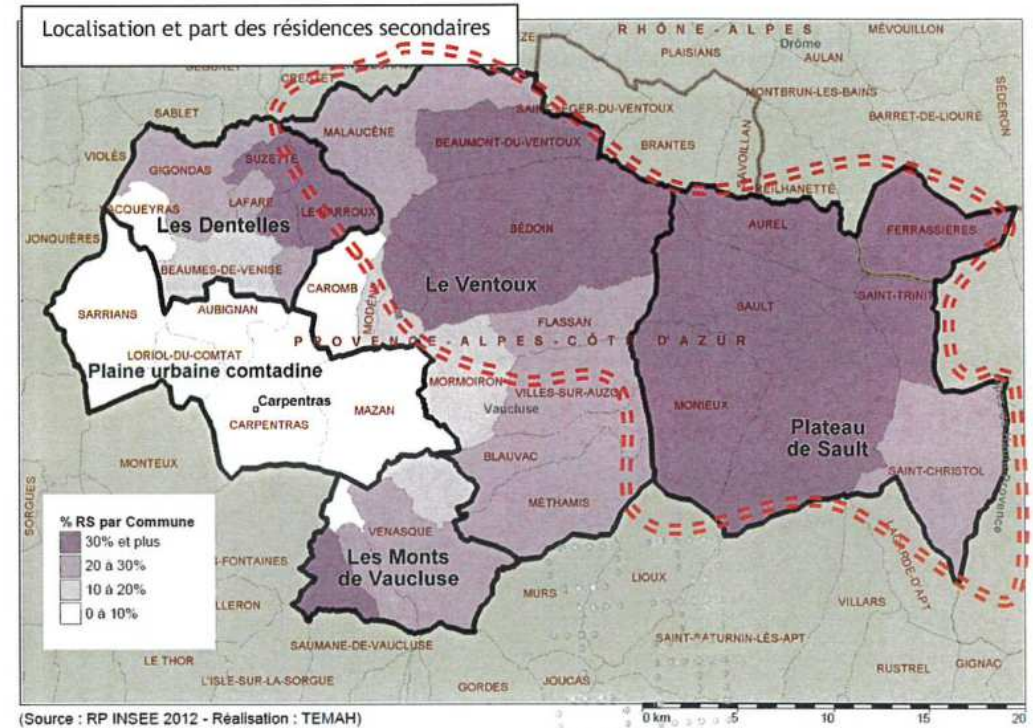 Localisation et part des résidences secondaires
RHÔNE-ALPES
MÉVOUILLON
PLAISIANS
Drôme
AULAN
CRESTET
SÉDERON
MONTBRUN-LES-BAINS
SABLET
BARRET-DE-LIOURE
MALAUCÈNE
BEAUMONT-DU-VENTOUX
BRANTES
SAVOILLAN
VIOLÈS
SUZETTE
GIGONDAS
REILHANETTE
LAFARE
LE BARROUX
VACQUEYRAS
Les Dentelles
AUREL
FERRASSIÈRES
JONQUIÈRES
BÉDOIN
BEAUMES-DE-VENISE
CAROMB
Le Ventoux
MODÈNE
SAINT-TRINIT
SARRIANS
AUBIGNAN
SAULT
FLASSAN
PROVENCE-ALPES-CÔTE D'AZUR
LORIOL-DU-COMTAT
Plaine urbaine comtadine
MORMOIRON
VILLES-SUR-AUZON
Carpentras
MAZAN
Vaucluse
MONIEUX
CARPENTRAS
Plateau
de Sault
MONTEUX
BLAUVAC
SAINT-CHRISTOL
SORGUES
MÉTHAMIS
% RS par Commune
30% et plus
20 à 30%
10 à 20%
0 à 10%
VENASQUE
Les Monts
de Vaucluse
LAGARDE-D'APT
LIOUX
MURS
VILLARS
SAUMANE-DE-VAUCLUSE
SAINT-SATURNIN-LÈS-APT
LE THOR
RUSTREL
GIGNAC
L'ISLE-SUR-LA-SORGUE
GORDES
JOUCAS
0 km 5 10 15 20
(Source : RP INSEE 2012 - Réalisation : TEMAH)